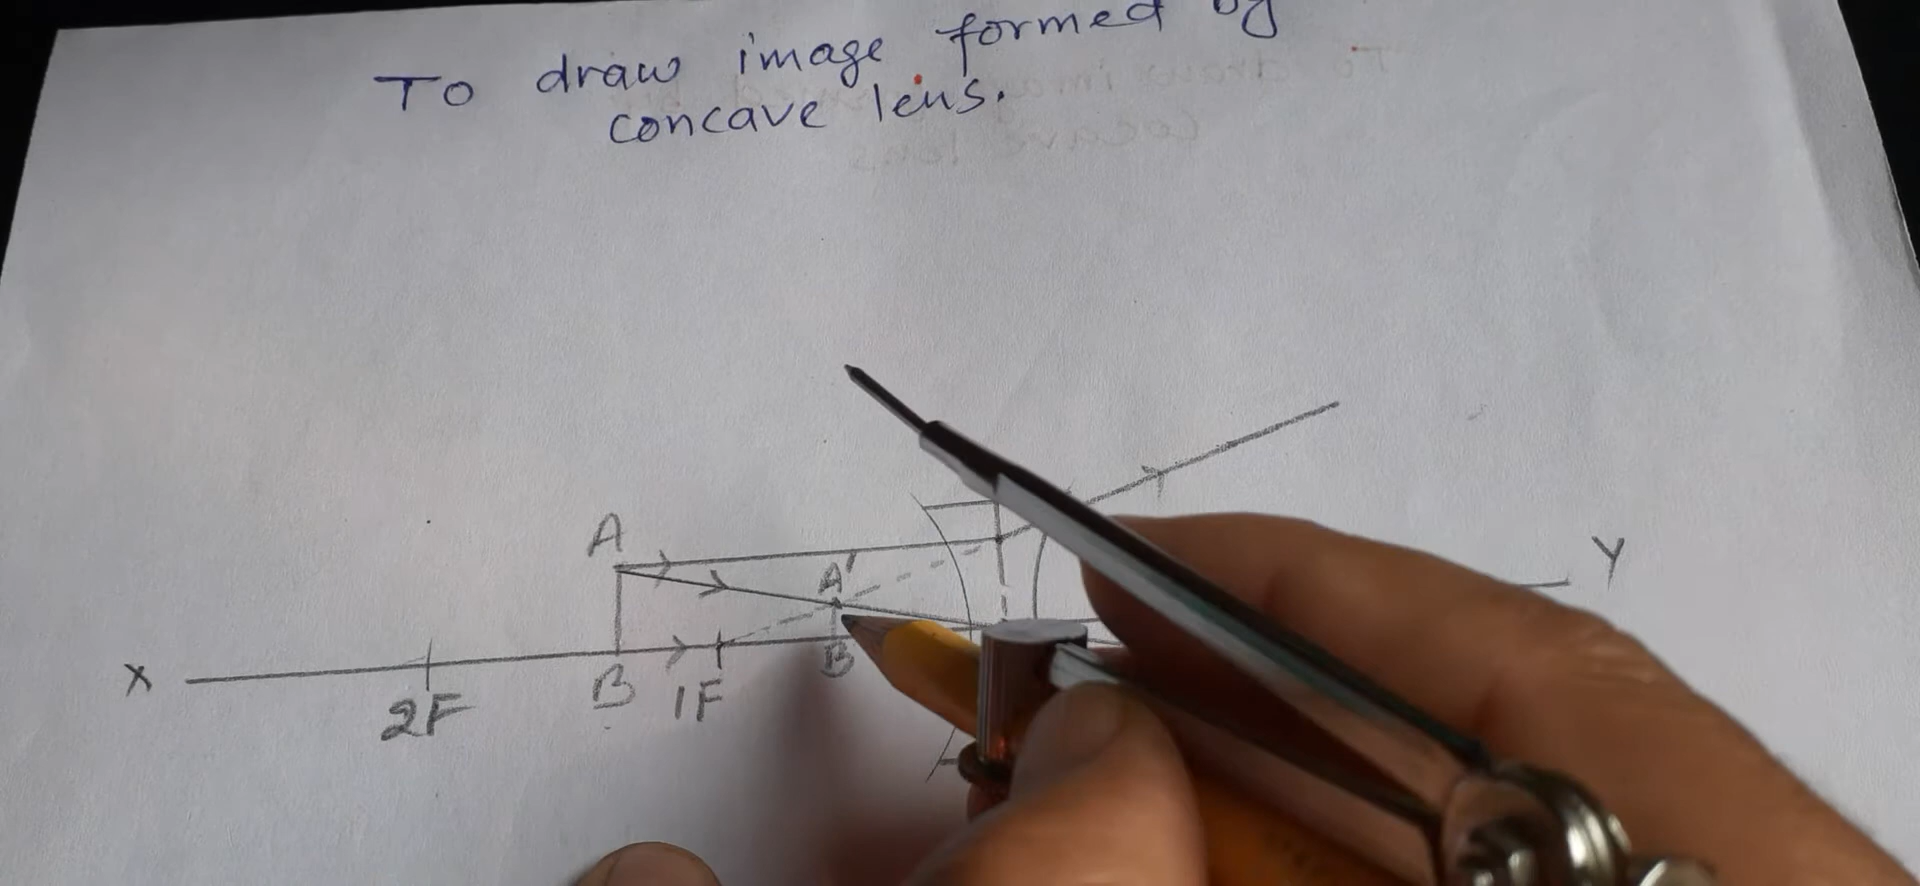 To draw image formed by
concave lens.
A
A'
Y
X
B
B
2F
1F